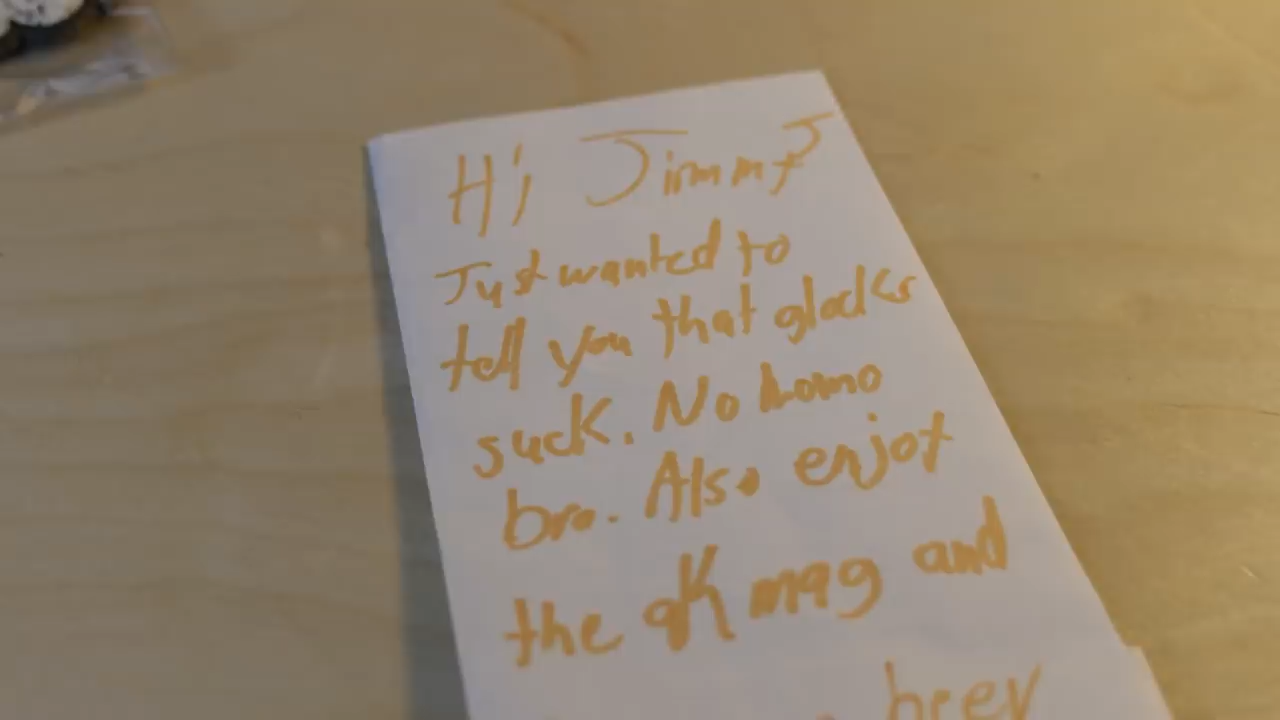 Hi Jimmy
Just wanted to
tell you that glocks
suck. No homo
bro. Also enjoy
the ak mag and
brey